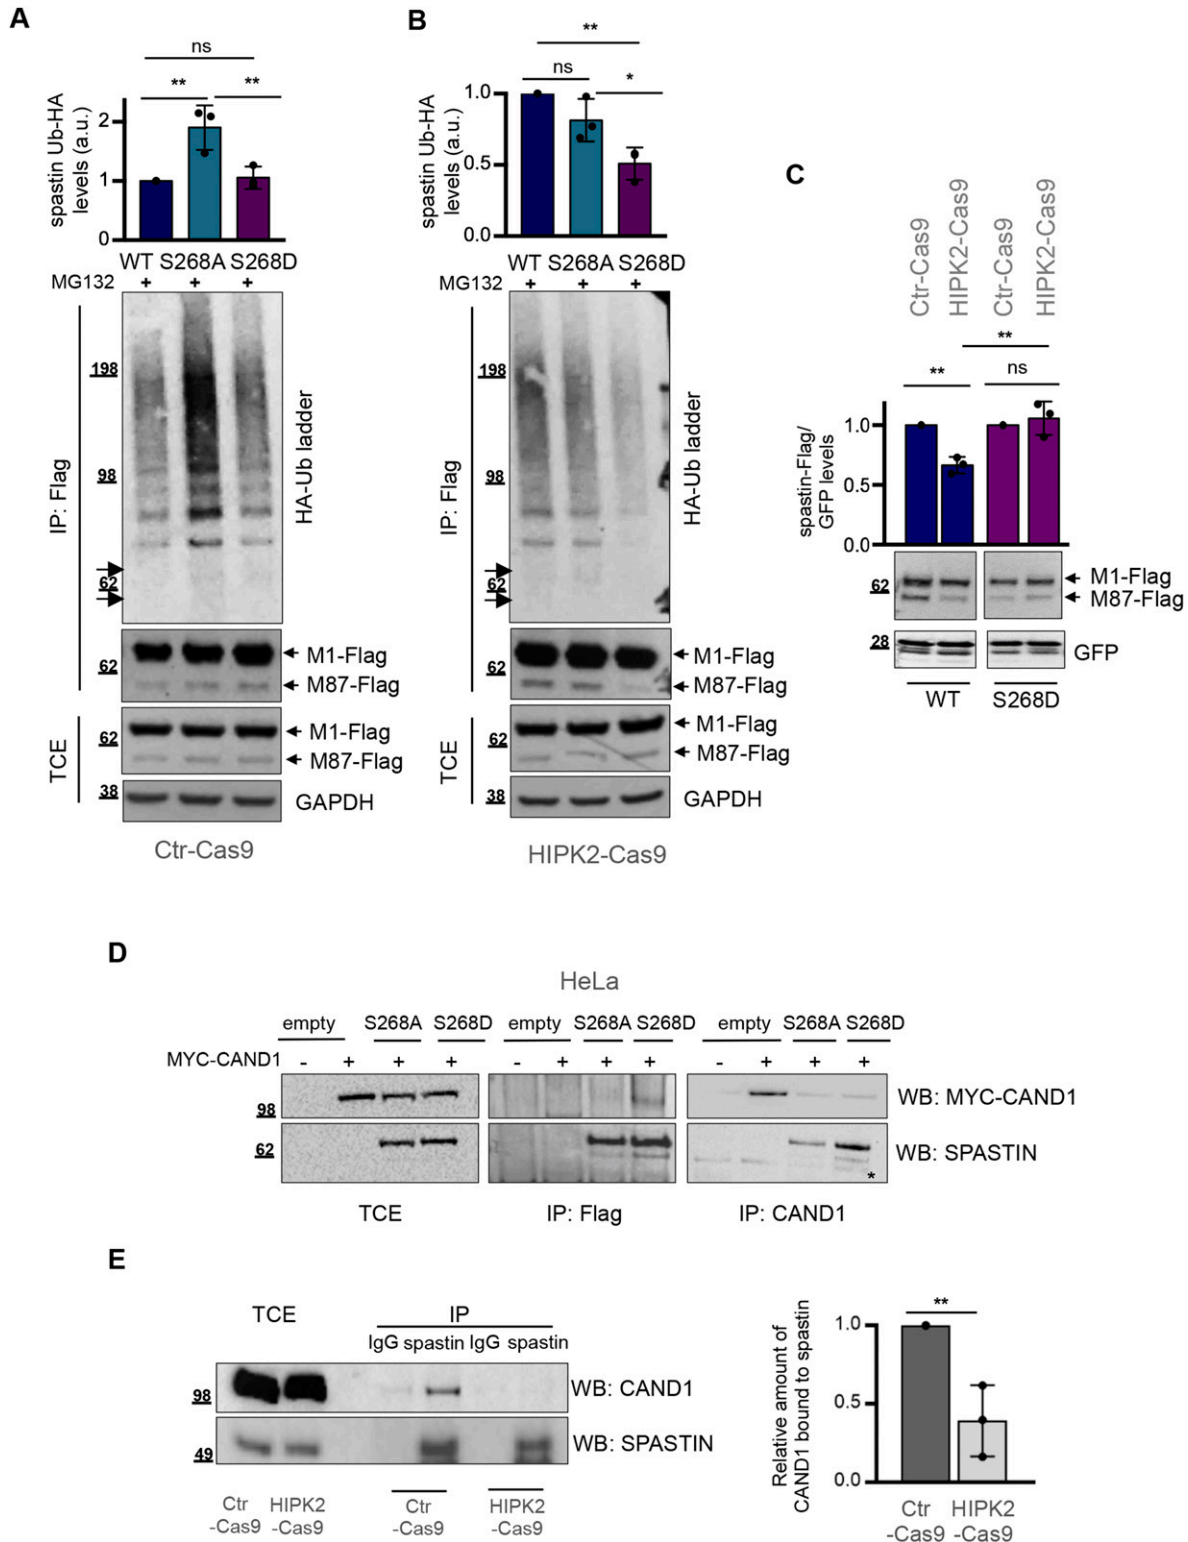 A
ns
** **
spastin Ub-HA
levels (a.u.)
2
1
0
WT S268A S268D
MG132 + + +
198
98
62
IP: Flag
HA-Ub ladder
62
M1-Flag
M87-Flag
TCE
62
M1-Flag
M87-Flag
38
GAPDH
Ctr-Cas9
B
**
ns
*
spastin Ub-HA
levels (a.u.)
1.0
0.5
0.0
WT S268A S268D
MG132 + + +
198
98
62
IP: Flag
HA-Ub ladder
62
M1-Flag
M87-Flag
TCE
62
M1-Flag
M87-Flag
38
GAPDH
HIPK2-Cas9
C
Ctr-Cas9
HIPK2-Cas9
Ctr-Cas9
HIPK2-Cas9
**
** ns
spastin-Flag/
GFP levels
1.0
0.5
0.0
62
M1-Flag
M87-Flag
28
GFP
WT S268D
D
HeLa
empty S268A S268D empty S268A S268D empty S268A S268D
MYC-CAND1 - + + + - + + + - + + +
98
WB: MYC-CAND1
62
WB: SPASTIN
*
TCE IP: Flag IP: CAND1
E
TCE IP
IgG spastin IgG spastin
98
WB: CAND1
49
WB: SPASTIN
Ctr HIPK2 Ctr HIPK2
-Cas9 -Cas9 -Cas9 -Cas9
Relative amount of
CAND1 bound to spastin
**
1.0
0.5
0.0
Ctr HIPK2
-Cas9 -Cas9